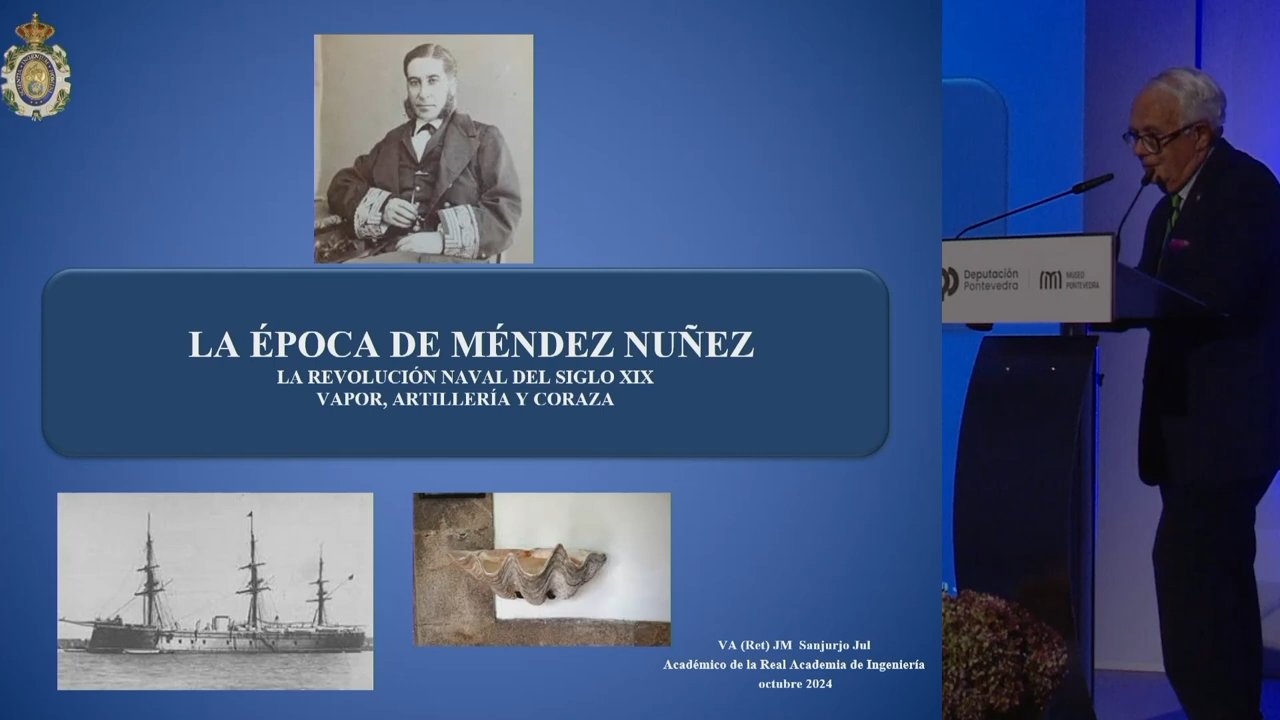 LA ÉPOCA DE MÉNDEZ NUÑEZ
LA REVOLUCIÓN NAVAL DEL SIGLO XIX
VAPOR, ARTILLERÍA Y CORAZA
VA (Ret) JM Sanjurjo Jul
Académico de la Real Academia de Ingeniería
octubre 2024
Deputación
Pontevedra
MUSEO
PONTEVEDRA